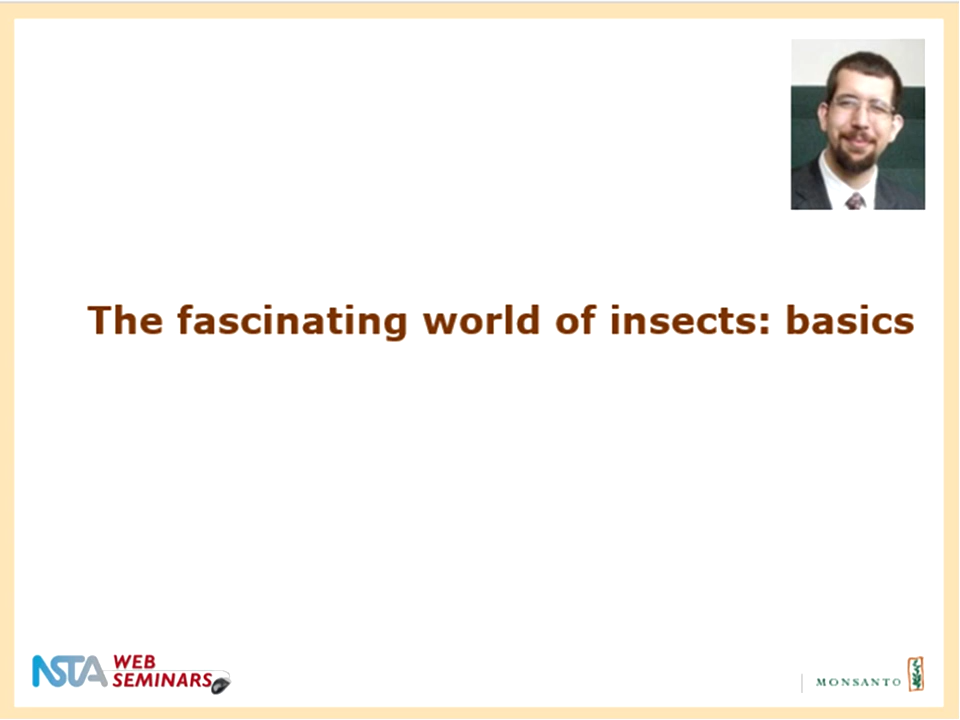 The fascinating world of insects: basics
NSTA WEB
SEMINARS
MONSANTO